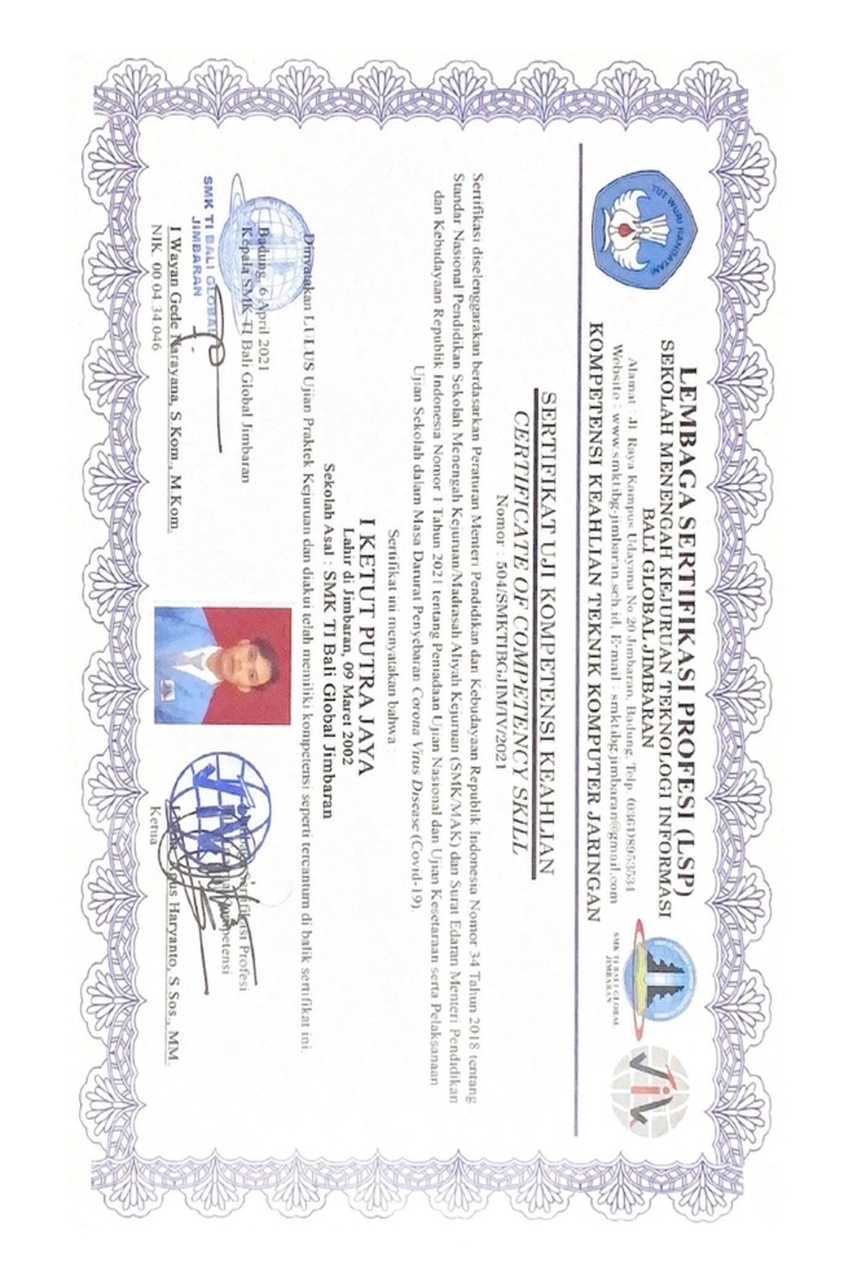 TUT WURI HANDAYANI
LEMBAGA SERTIFIKASI PROFESI (LSP)
SEKOLAH MENENGAH KEJURUAN TEKNOLOGI INFORMASI
BALI GLOBAL JIMBARAN
Alamat : Jl. Raya Kampus Udayana No.20 Jimbaran, Badung, Telp. (0361)8953534
Website : www.smktibg-jimbaran.sch.id, E-mail : smktibg.jimbaran@gmail.com
KOMPETENSI KEAHLIAN TEKNIK KOMPUTER JARINGAN
SMK TI BALI GLOBAL
JIMBARAN
SERTIFIKAT UJI KOMPETENSI KEAHLIAN
CERTIFICATE OF COMPETENCY SKILL
Nomor : 504/SMKTIBGJIM/IV/2021
Sertifikasi diselenggarakan berdasarkan Peraturan Menteri Pendidikan dan Kebudayaan Republik Indonesia Nomor 34 Tahun 2018 tentang
Standar Nasional Pendidikan Sekolah Menengah Kejuruan/Madrasah Aliyah Kejuruan (SMK/MAK) dan Surat Edaran Menteri Pendidikan
dan Kebudayaan Republik Indonesia Nomor 1 Tahun 2021 tentang Peniadaan Ujian Nasional dan Ujian Kesetaraan serta Pelaksanaan
Ujian Sekolah dalam Masa Darurat Penyebaran Corona Virus Disease (Covid-19).
Sertifikat ini menyatakan bahwa :
I KETUT PUTRA JAYA
Lahir di Jimbaran, 09 Maret 2002
Sekolah Asal : SMK TI Bali Global Jimbaran
Dinyatakan LULUS Ujian Praktek Kejuruan dan diakui telah memiliki kompetensi seperti tercantum di balik sertifikat ini.
Badung, 6 April 2021
Kepala SMK TI Bali Global Jimbaran
SMK TI BALI GLOBAL
JIMBARAN
I Wayan Gede Narayana, S.Kom., M.Kom.
NIK. 00.04.34.046
Lembaga Sertifikasi Profesi
Kompetensi
Agus Haryanto, S.Sos., MM.
Ketua